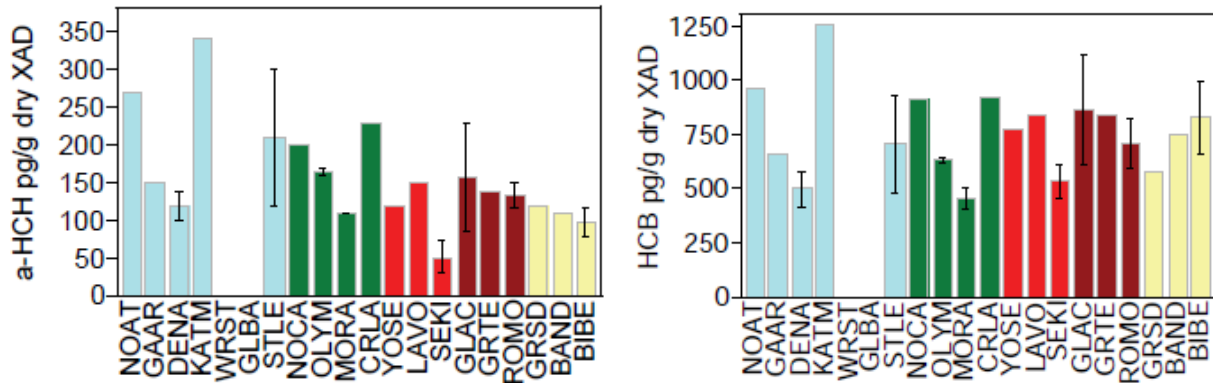 a-HCH pg/g dry XAD
350
300
250
200
150
100
50
0
NOAT
GAAR
DENA
KATM
WRST
GLBA
STLE
NOCA
OLYM
MORA
CRLA
YOSE
LAVO
SEKI
GLAC
GRTE
ROMO
GRSD
BAND
BIBE
HCB pg/g dry XAD
1250
1000
750
500
250
0
NOAT
GAAR
DENA
KATM
WRST
GLBA
STLE
NOCA
OLYM
MORA
CRLA
YOSE
LAVO
SEKI
GLAC
GRTE
ROMO
GRSD
BAND
BIBE